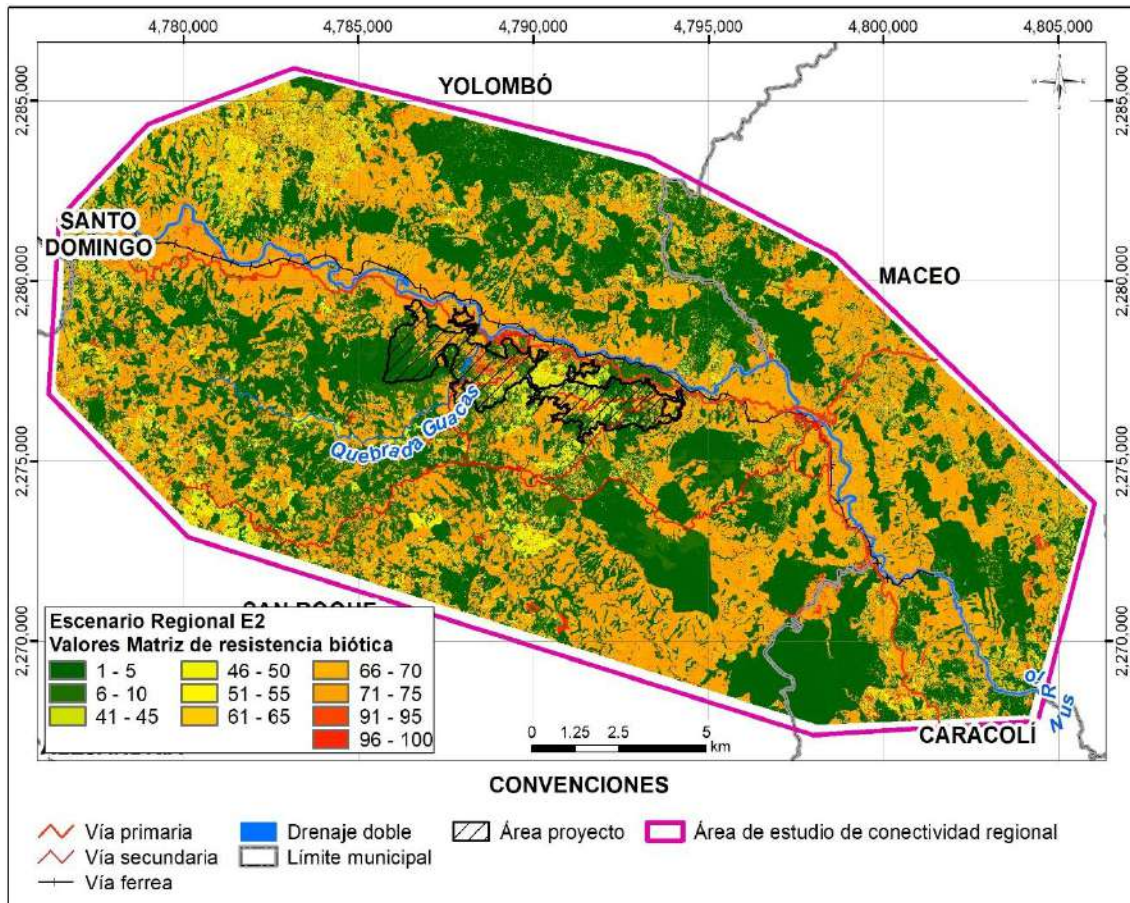 4,780,000 4,785,000 4,790,000 4,795,000 4,800,000 4,805,000
YOLOMBÓ
2,285,000 2,285,000
SANTO
DOMINGO
MACEO
2,280,000 2,280,000
Quebrada Guacas
2,275,000 2,275,000
SAN ROQUE
2,270,000 2,270,000
Río Nus
CARACOLÍ
Escenario Regional E2
Valores Matriz de resistencia biótica
1 - 5 46 - 50 66 - 70
6 - 10 51 - 55 71 - 75
41 - 45 61 - 65 91 - 95
96 - 100
0 1.25 2.5 5
km
CONVENCIONES
Vía primaria Drenaje doble Área proyecto Área de estudio de conectividad regional
Vía secundaria Límite municipal
Vía ferrea